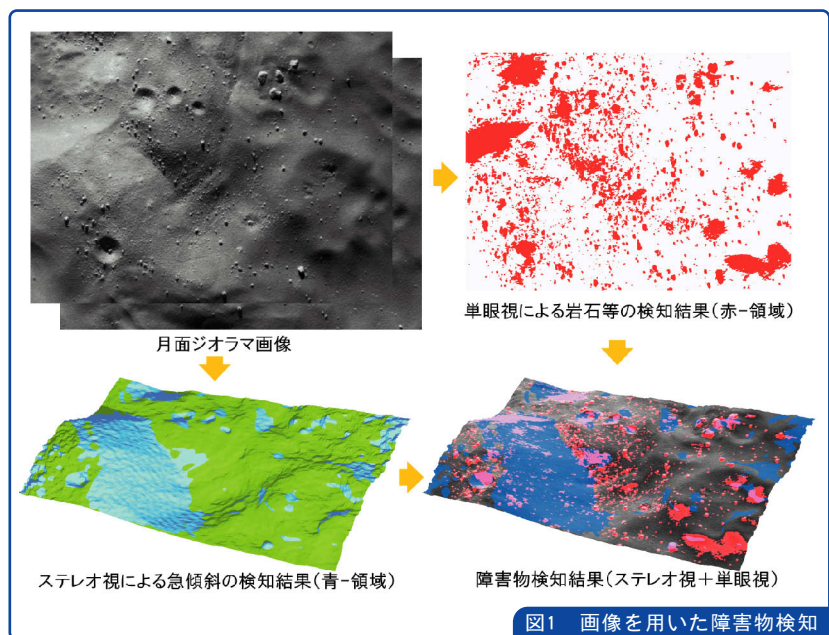 月面ジオラマ画像
単眼視による岩石等の検知結果(赤-領域)
ステレオ視による急傾斜の検知結果(青-領域)
障害物検知結果(ステレオ視+単眼視)
図1 画像を用いた障害物検知